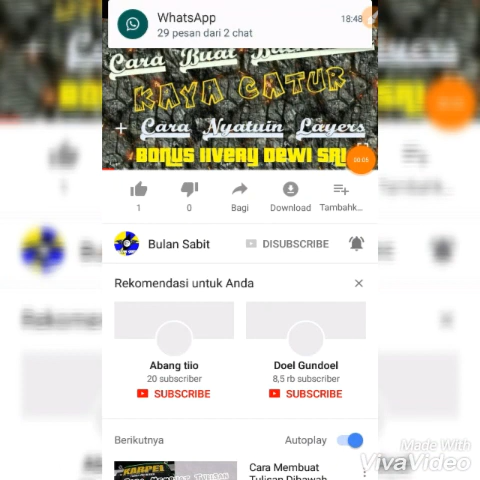 WhatsApp
18:48
29 pesan dari 2 chat
Cara Buat
KAYA CATUR
+ Cara Nyatuin Layers
BONUS LIVERY DEWI SRI
00:05
1
0
Bagi
Download
Tambahk...
Bulan Sabit
DISUBSCRIBE
Rekomendasi untuk Anda
Abang tiio
20 subscriber
SUBSCRIBE
Doel Gundoel
8,5 rb subscriber
SUBSCRIBE
Berikutnya
Autoplay
Cara Membuat
Tulisan Dibawah
Made With
VivaVideo